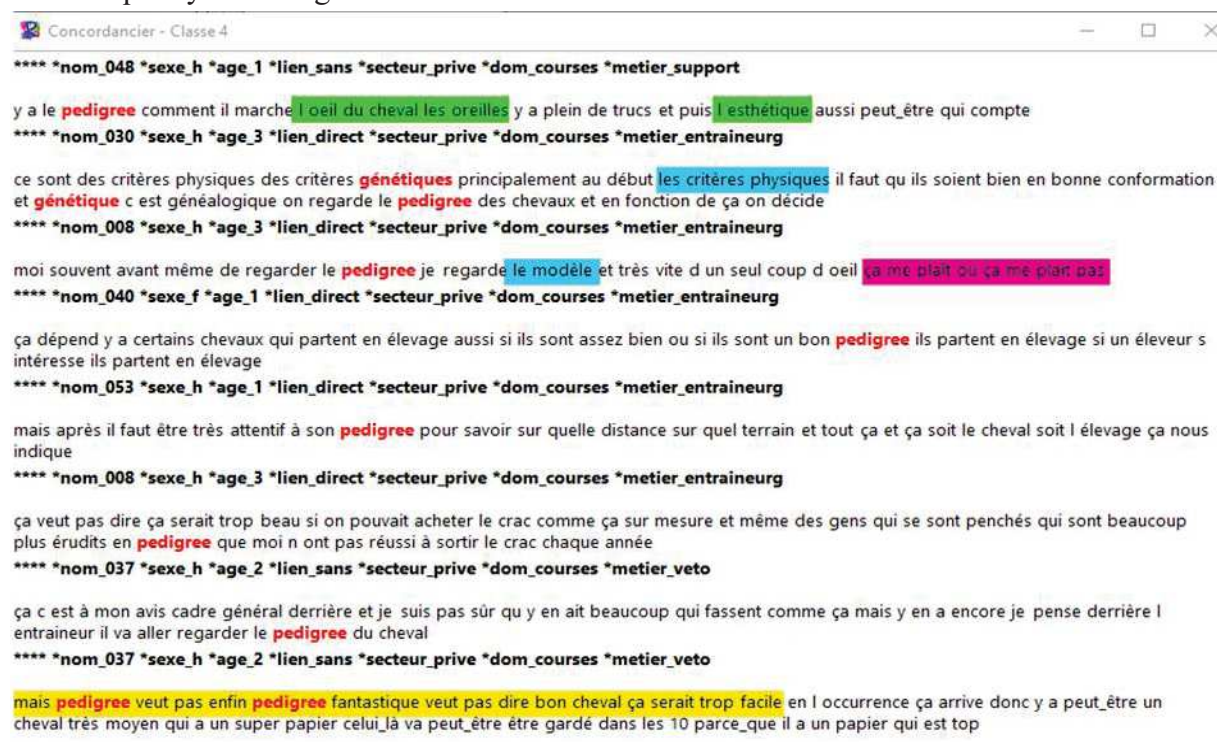 Concordancier - Classe 4
**** *nom_048 *sexe_h *age_1 *lien_sans *secteur_prive *dom_courses *metier_support
y a le pedigree comment il marche l oeil du cheval les oreilles y a plein de trucs et puis l esthétique aussi peut_être qui compte
**** *nom_030 *sexe_h *age_3 *lien_direct *secteur_prive *dom_courses *metier_entraineurg
ce sont des critères physiques des critères génétiques principalement au début les critères physiques il faut qu ils soient bien en bonne conformation
et génétique c est généalogique on regarde le pedigree des chevaux et en fonction de ça on décide
**** *nom_008 *sexe_h *age_3 *lien_direct *secteur_prive *dom_courses *metier_entraineurg
moi souvent avant même de regarder le pedigree je regarde le modèle et très vite d un seul coup d oeil ça me plaît ou ça me plaît pas
**** *nom_040 *sexe_f *age_1 *lien_direct *secteur_prive *dom_courses *metier_entraineurg
ça dépend y a certains chevaux qui partent en élevage aussi si ils sont assez bien ou si ils sont un bon pedigree ils partent en élevage si un éleveur s
intéresse ils partent en élevage
**** *nom_053 *sexe_h *age_1 *lien_direct *secteur_prive *dom_courses *metier_entraineurg
mais après il faut être très attentif à son pedigree pour savoir sur quelle distance sur quel terrain et tout ça et ça soit le cheval soit l élevage ça nous
indique
**** *nom_008 *sexe_h *age_3 *lien_direct *secteur_prive *dom_courses *metier_entraineurg
ça veut pas dire ça serait trop beau si on pouvait acheter le crac comme ça sur mesure et même des gens qui se sont penchés qui sont beaucoup
plus érudits en pedigree que moi n ont pas réussi à sortir le crac chaque année
**** *nom_037 *sexe_h *age_2 *lien_sans *secteur_prive *dom_courses *metier_veto
ça c est à mon avis cadre général derrière et je suis pas sûr qu y en ait beaucoup qui fassent comme ça mais y en a encore je pense derrière l
entraineur il va aller regarder le pedigree du cheval
**** *nom_037 *sexe_h *age_2 *lien_sans *secteur_prive *dom_courses *metier_veto
mais pedigree veut pas enfin pedigree fantastique veut pas dire bon cheval ça serait trop facile en l occurrence ça arrive donc y a peut_être un
cheval très moyen qui a un super papier celui_là va peut_être être gardé dans les 10 parce_que il a un papier qui est top